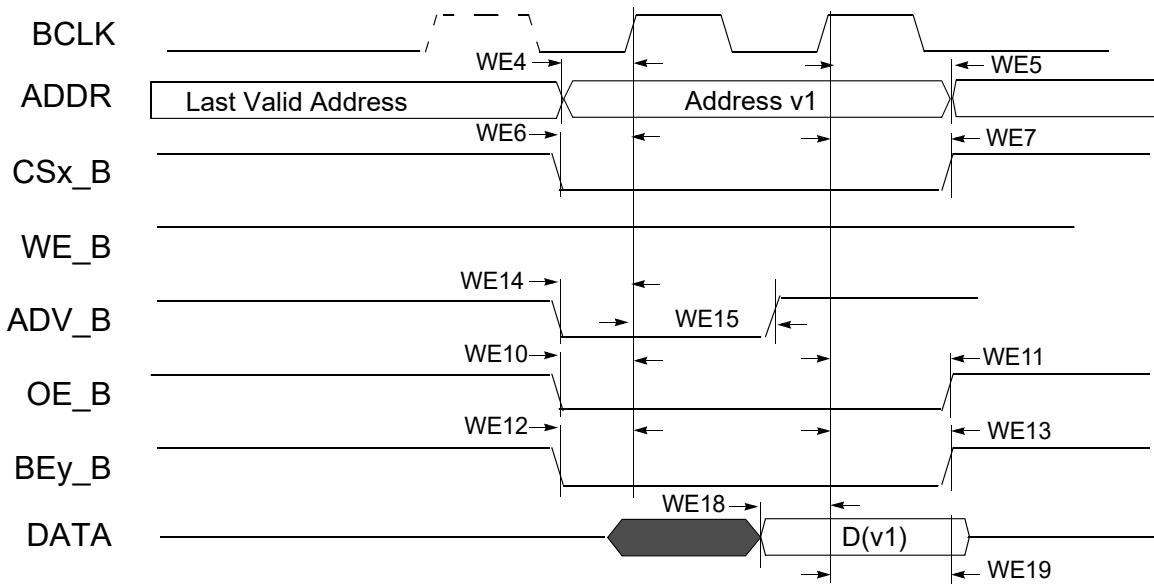 BCLK
WE4
WE5
ADDR
Last Valid Address
Address v1
WE6
WE7
CSx_B
WE_B
WE14
ADV_B
WE15
WE10
WE11
OE_B
WE12
WE13
BEy_B
WE18
DATA
D(v1)
WE19